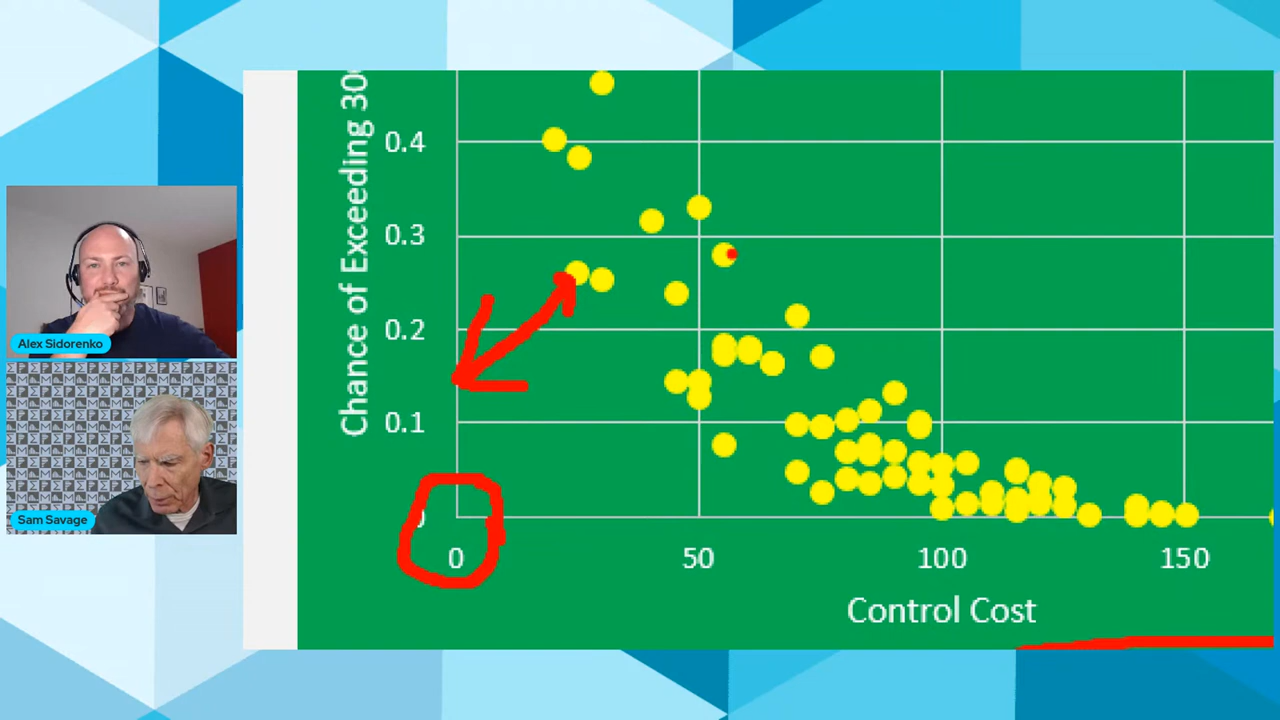 Alex Sidorenko
Sam Savage
Chance of Exceeding 30
0.4
0.3
0.2
0.1
0
50
100
150
Control Cost